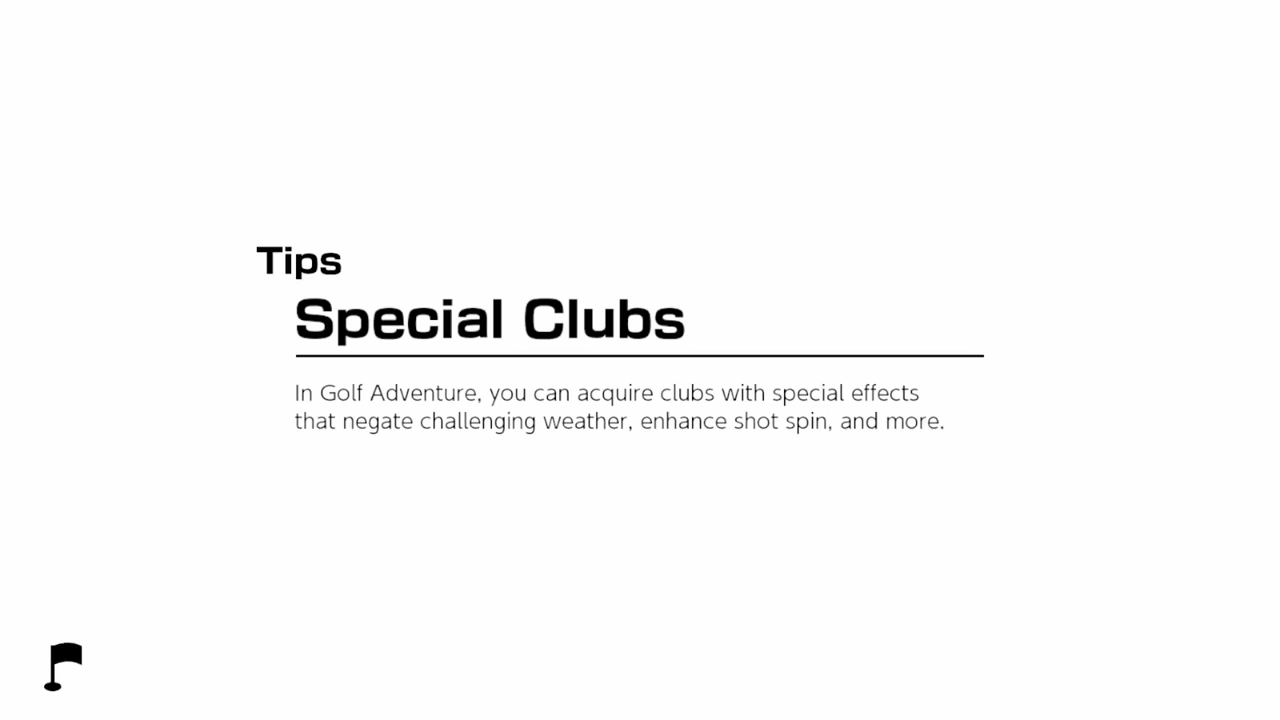 Tips
Special Clubs
In Golf Adventure, you can acquire clubs with special effects
that negate challenging weather, enhance shot spin, and more.